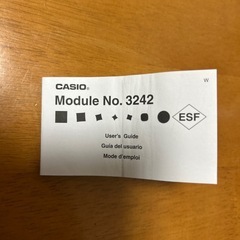 W
CASIO®
Module No. 3242
ESF
User's Guide
Guía del usuario
Mode d'emploi